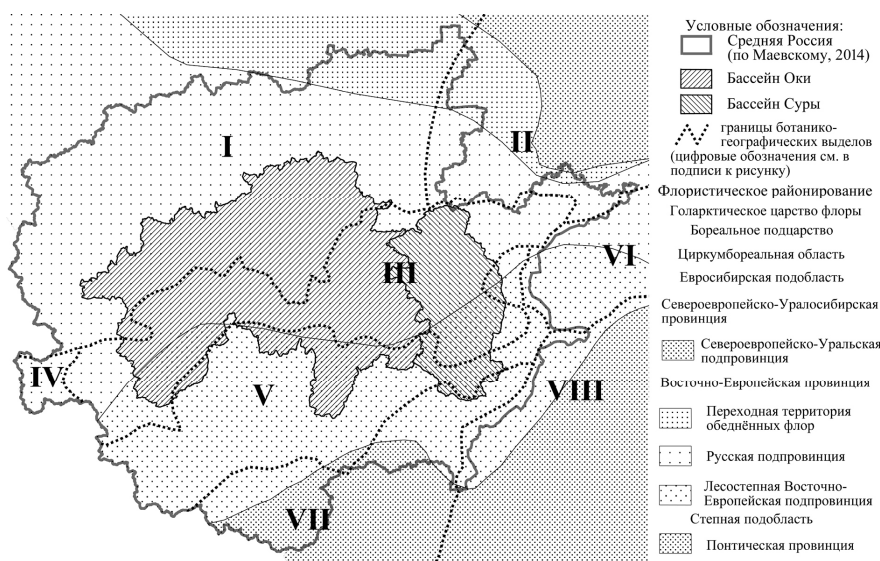 Условные обозначения:
Средняя Россия
(по Маевскому, 2014)
Бассейн Оки
Бассейн Суры
границы ботанико-
географических выделов
(цифровые обозначения см. в
подписи к рисунку)
Флористическое районирование
Голарктическое царство флоры
Бореальное подцарство
Циркумбореальная область
Евросибирская подобласть
Североевропейско-Уралосибирская
провинция
Североевропейско-Уральская
подпровинция
Восточно-Европейская провинция
Переходная территория
обеднённых флор
Русская подпровинция
Лесостепная Восточно-
Европейская подпровинция
Степная подобласть
Понтическая провинция
I
II
III
VI
IV
V
VIII
VII